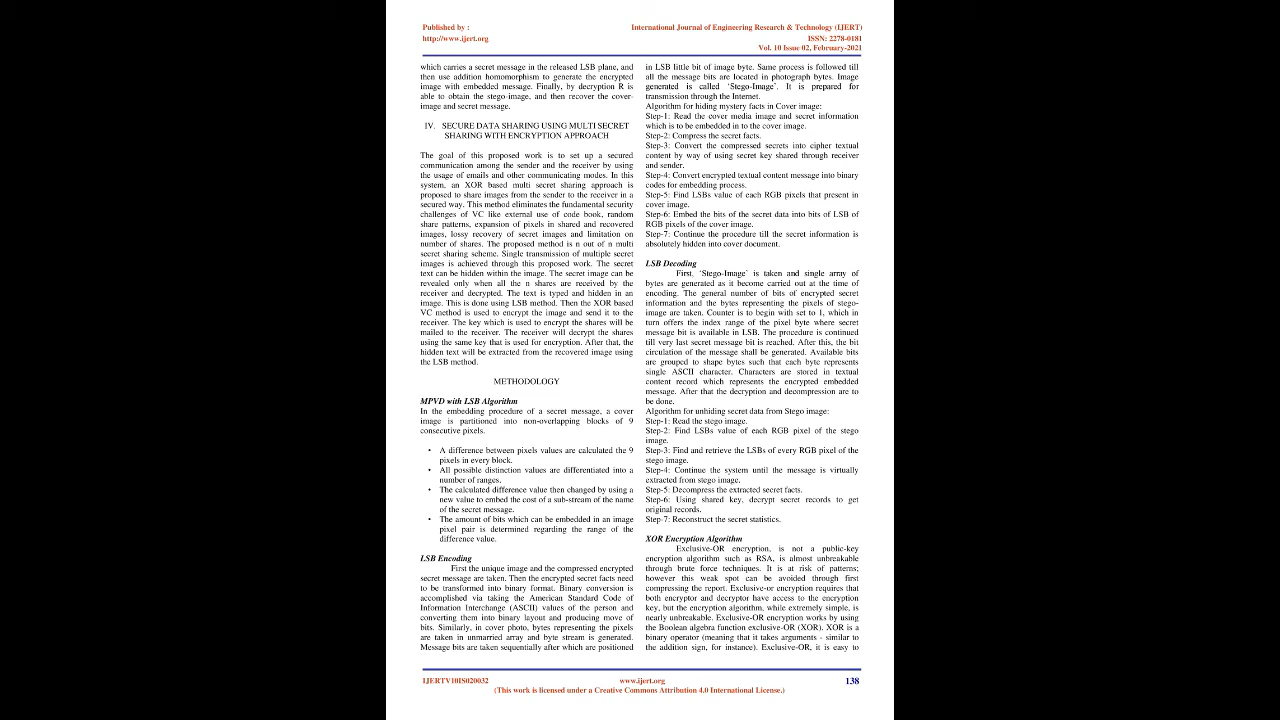 Published by :
International Journal of Engineering Research & Technology (IJERT)
http://www.ijert.org
ISSN: 2278-0181
Vol. 10 Issue 02, February-2021
which carries a secret message in the released LSB plane, and
then use addition homomorphism to generate the encrypted
image with embedded message. Finally, by decryption R is
able to obtain the stego-image, and then recover the cover-
image and secret message.
IV. SECURE DATA SHARING USING MULTI SECRET
SHARING WITH ENCRYPTION APPROACH
The goal of this proposed work is to set up a secured
communication among the sender and the receiver by using
the usage of emails and other communicating modes. In this
system, an XOR based multi secret sharing approach is
proposed to share images from the sender to the receiver in a
secured way. This method eliminates the fundamental security
challenges of VC like external use of code book, random
share patterns, expansion of pixels in shared and recovered
images, lossy recovery of secret images and limitation on
number of shares. The proposed method is n out of n multi
secret sharing scheme. Single transmission of multiple secret
images is achieved through this proposed work. The secret
text can be hidden within the image. The secret image can be
revealed only when all the n shares are received by the
receiver and decrypted. The text is typed and hidden in an
image. This is done using LSB method. Then the XOR based
VC method is used to encrypt the image and send it to the
receiver. The key which is used to encrypt the shares will be
mailed to the receiver. The receiver will decrypt the shares
using the same key that is used for encryption. After that, the
hidden text will be extracted from the recovered image using
the LSB method.
METHODOLOGY
MPVD with LSB Algorithm
In the embedding procedure of a secret message, a cover
image is partitioned into non-overlapping blocks of 9
consecutive pixels.
• A difference between pixels values are calculated the 9
pixels in every block.
• All possible distinction values are differentiated into a
number of ranges.
• The calculated difference value then changed by using a
new value to embed the cost of a sub-stream of the name
of the secret message.
• The amount of bits which can be embedded in an image
pixel pair is determined regarding the range of the
difference value.
LSB Encoding
First the unique image and the compressed encrypted
secret message are taken. Then the encrypted secret facts need
to be transformed into binary format. Binary conversion is
accomplished via taking the American Standard Code of
Information Interchange (ASCII) values of the person and
converting them into binary layout and producing move of
bits. Similarly, in cover photo, bytes representing the pixels
are taken in unmarried array and byte stream is generated.
Message bits are taken sequentially after which are positioned
in LSB little bit of image byte. Same process is followed till
all the message bits are located in photograph bytes. Image
generated is called ‘Stego-Image’. It is prepared for
transmission through the Internet.
Algorithm for hiding mystery facts in Cover image:
Step-1: Read the cover media image and secret information
which is to be embedded in to the cover image.
Step-2: Compress the secret facts.
Step-3: Convert the compressed secrets into cipher textual
content by way of using secret key shared through receiver
and sender.
Step-4: Convert encrypted textual content message into binary
codes for embedding process.
Step-5: Find LSBs value of each RGB pixels that present in
cover image.
Step-6: Embed the bits of the secret data into bits of LSB of
RGB pixels of the cover image.
Step-7: Continue the procedure till the secret information is
absolutely hidden into cover document.
LSB Decoding
First, ‘Stego-Image’ is taken and single array of
bytes are generated as it become carried out at the time of
encoding. The general number of bits of encrypted secret
information and the bytes representing the pixels of stego-
image are taken. Counter is to begin with set to 1, which in
turn offers the index range of the pixel byte where secret
message bit is available in LSB. The procedure is continued
till very last secret message bit is reached. After this, the bit
circulation of the message shall be generated. Available bits
are grouped to shape bytes such that each byte represents
single ASCII character. Characters are stored in textual
content record which represents the encrypted embedded
message. After that the decryption and decompression are to
be done.
Algorithm for unhiding secret data from Stego image:
Step-1: Read the stego image.
Step-2: Find LSBs value of each RGB pixel of the stego
image.
Step-3: Find and retrieve the LSBs of every RGB pixel of the
stego image.
Step-4: Continue the system until the message is virtually
extracted from stego image.
Step-5: Decompress the extracted secret facts.
Step-6: Using shared key, decrypt secret records to get
original records.
Step-7: Reconstruct the secret statistics.
XOR Encryption Algorithm
Exclusive-OR encryption, is not a public-key
encryption algorithm such as RSA, is almost unbreakable
through brute force techniques. It is at risk of patterns;
however this weak spot can be avoided through first
compressing the report. Exclusive-or encryption requires that
both encryptor and decryptor have access to the encryption
key, but the encryption algorithm, while extremely simple, is
nearly unbreakable. Exclusive-OR encryption works by using
the Boolean algebra function exclusive-OR (XOR). XOR is a
binary operator (meaning that it takes arguments - similar to
the addition sign, for instance). Exclusive-OR, it is easy to
IJERTV10IS020032
www.ijert.org
138
(This work is licensed under a Creative Commons Attribution 4.0 International License.)